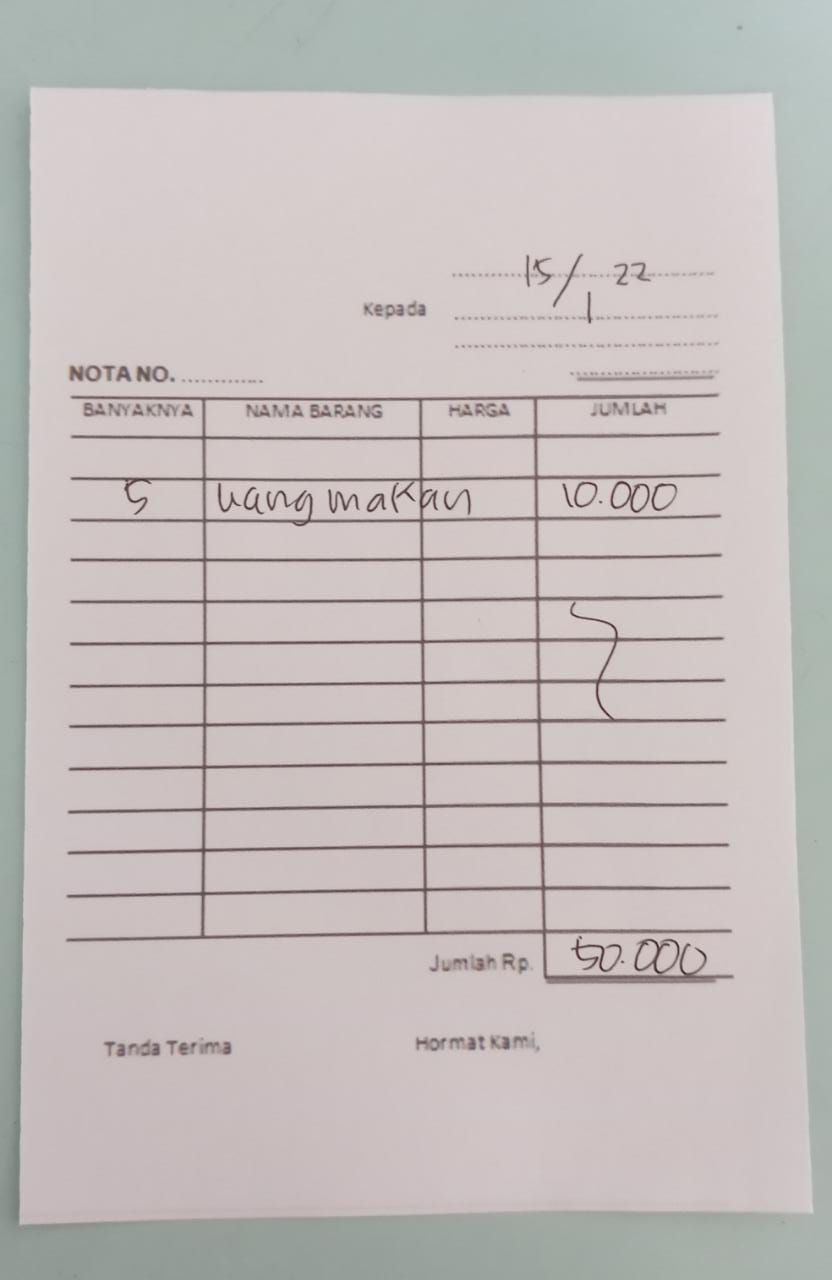 15/1 22
Kepada
NOTA NO. .............
BANYAKNYA NAMA BARANG HARGA JUMLAH
5 uang makan 10.000
Jumlah Rp. 50.000
Tanda Terima Hormat Kami,